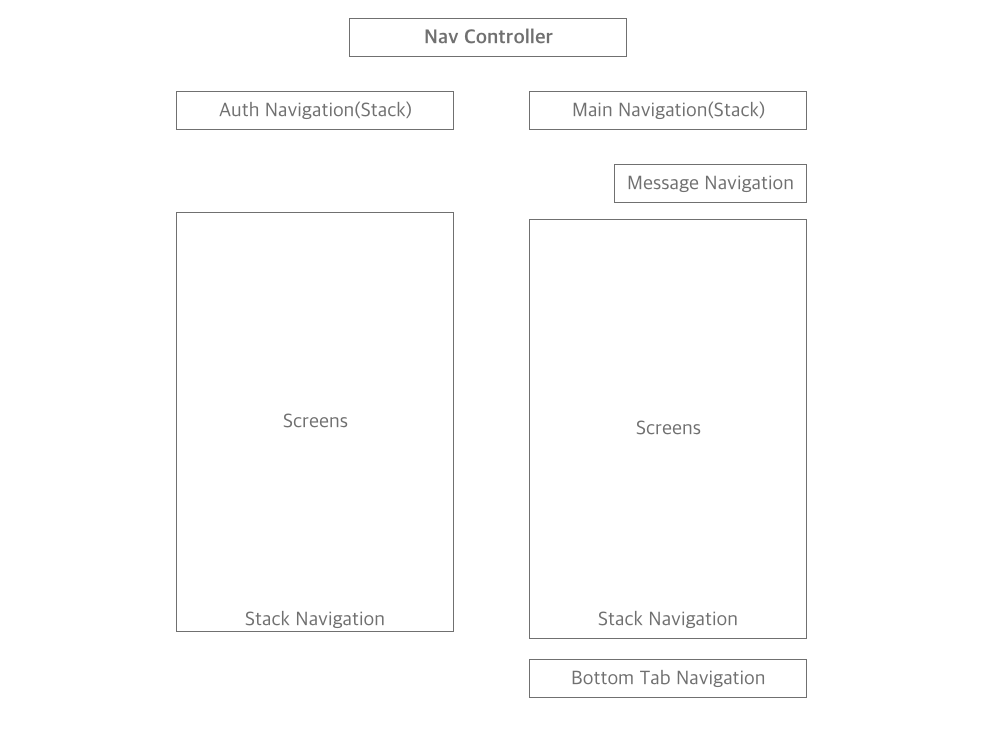 Nav Controller
Auth Navigation(Stack)
Main Navigation(Stack)
Message Navigation
Screens
Screens
Stack Navigation
Stack Navigation
Bottom Tab Navigation